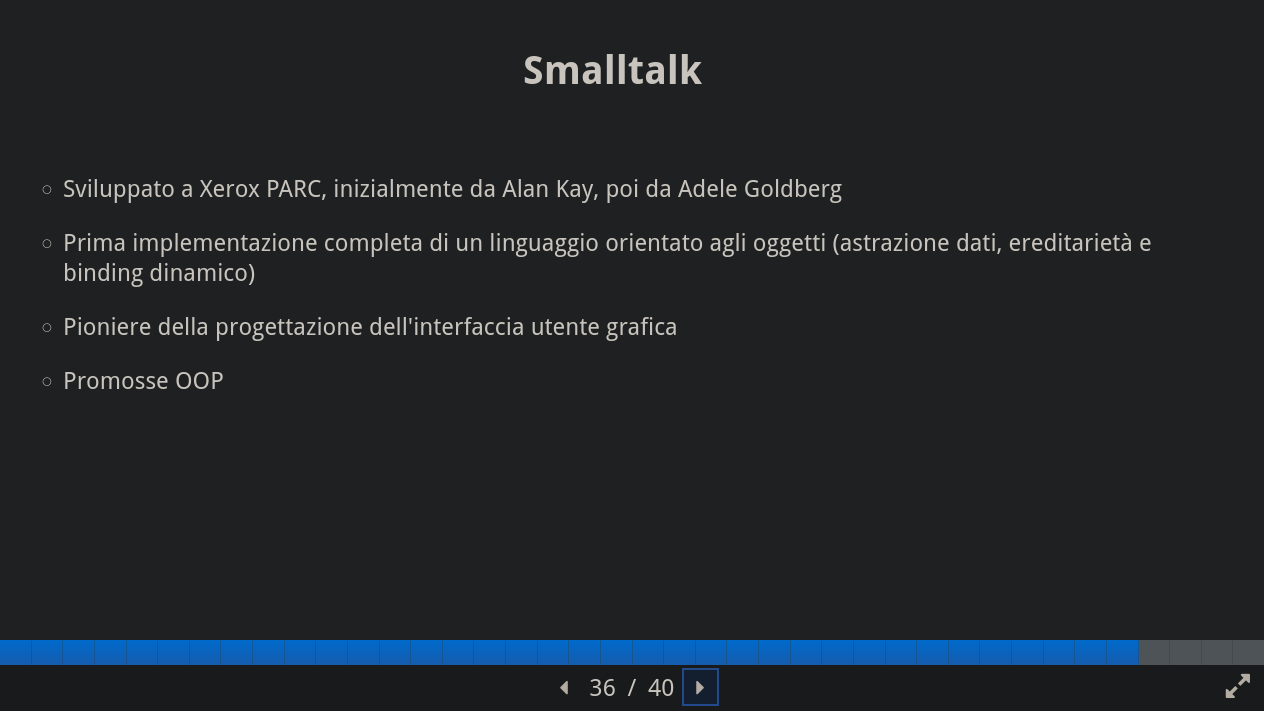 Smalltalk
Sviluppato a Xerox PARC, inizialmente da Alan Kay, poi da Adele Goldberg
Prima implementazione completa di un linguaggio orientato agli oggetti (astrazione dati, ereditarietà e
binding dinamico)
Pioniere della progettazione dell'interfaccia utente grafica
Promosse OOP
36 / 40